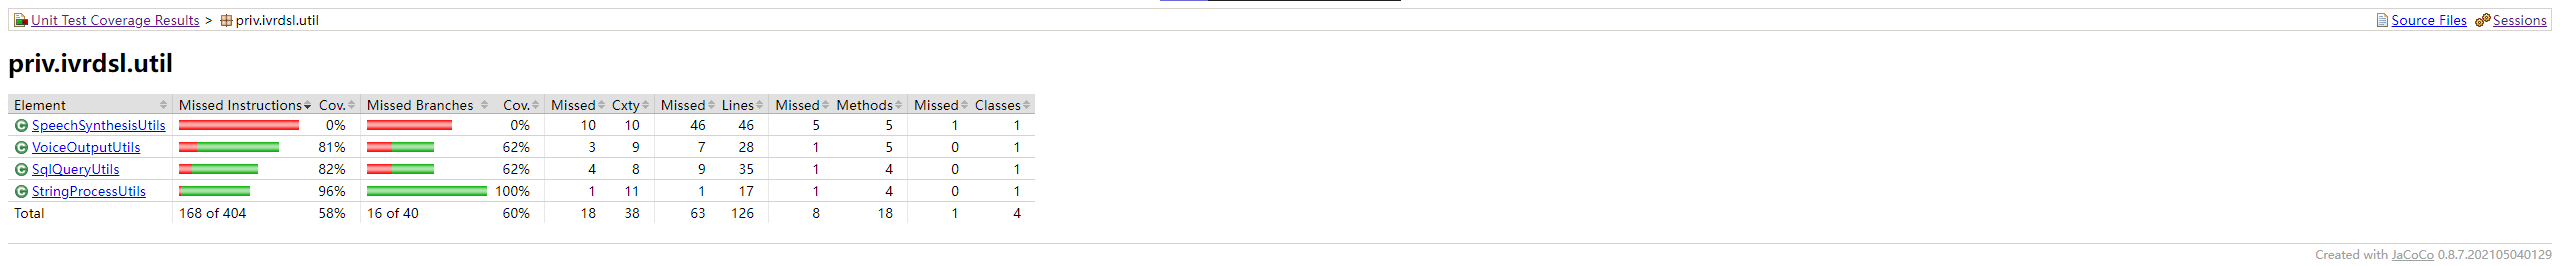 Unit Test Coverage Results > priv.ivrdsl.util Source Files Sessions
priv.ivrdsl.util
Element Missed Instructions Cov. Missed Branches Cov. Missed Cxty Missed Lines Missed Methods Missed Classes
SpeechSynthesisUtils 0% 0% 10 10 46 46 5 5 1 1
VoiceOutputUtils 81% 62% 3 9 7 28 1 5 0 1
SqlQueryUtils 82% 62% 4 8 9 35 1 4 0 1
StringProcessUtils 96% 100% 1 11 1 17 1 4 0 1
Total 168 of 404 58% 16 of 40 60% 18 38 63 126 8 18 1 4
Created with JaCoCo 0.8.7.202105040129